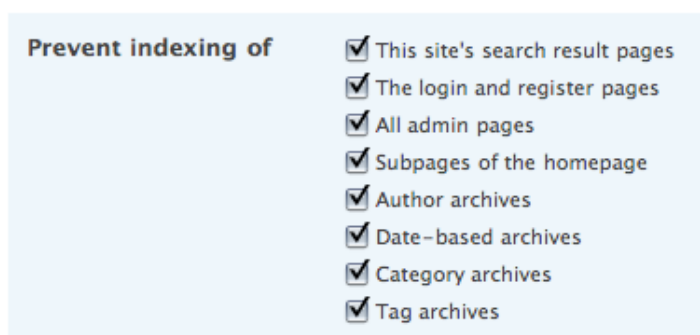 Prevent indexing of
This site's search result pages
The login and register pages
All admin pages
Subpages of the homepage
Author archives
Date-based archives
Category archives
Tag archives